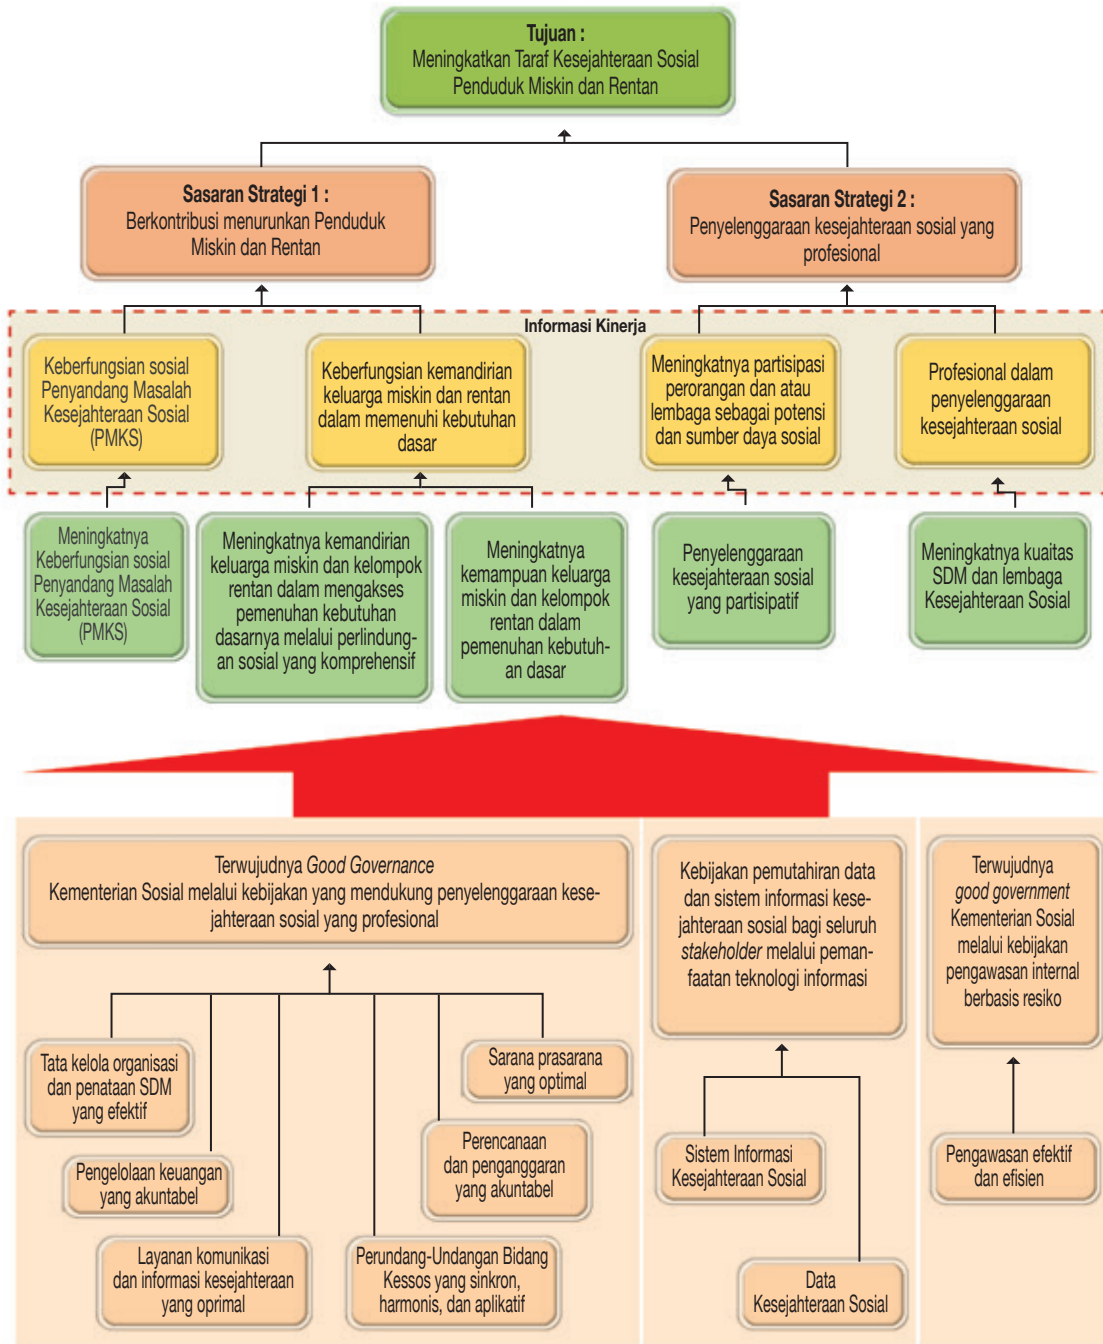 Tujuan :
Meningkatkan Taraf Kesejahteraan Sosial
Penduduk Miskin dan Rentan
Sasaran Strategi 1 :
Berkontribusi menurunkan Penduduk
Miskin dan Rentan
Sasaran Strategi 2 :
Penyelenggaraan kesejahteraan sosial yang
profesional
Informasi Kinerja
Keberfungsian sosial
Penyandang Masalah
Kesejahteraan Sosial
(PMKS)
Keberfungsian kemandirian
keluarga miskin dan rentan
dalam memenuhi kebutuhan
dasar
Meningkatnya partisipasi
perorangan dan atau
lembaga sebagai potensi
dan sumber daya sosial
Profesional dalam
penyelenggaraan
kesejahteraan sosial
Meningkatnya
Keberfungsian sosial
Penyandang Masalah
Kesejahteraan Sosial
(PMKS)
Meningkatnya kemandirian
keluarga miskin dan kelompok
rentan dalam mengakses
pemenuhan kebutuhan
dasarnya melalui perlindung-
an sosial yang komprehensif
Meningkatnya
kemampuan keluarga
miskin dan kelompok
rentan dalam
pemenuhan kebutuh-
an dasar
Penyelenggaraan
kesejahteraan sosial
yang partisipatif
Meningkatnya kuaitas
SDM dan lembaga
Kesejahteraan Sosial
Terwujudnya Good Governance
Kementerian Sosial melalui kebijakan yang mendukung penyelenggaraan kese-
jahteraan sosial yang profesional
Kebijakan pemutahiran data
dan sistem informasi kese-
jahteraan sosial bagi seluruh
stakeholder melalui peman-
faatan teknologi informasi
Terwujudnya
good government
Kementerian Sosial
melalui kebijakan
pengawasan internal
berbasis resiko
Tata kelola organisasi
dan penataan SDM
yang efektif
Sarana prasarana
yang optimal
Pengelolaan keuangan
yang akuntabel
Perencanaan
dan penganggaran
yang akuntabel
Layanan komunikasi
dan informasi kesejahteraan
yang oprimal
Perundang-Undangan Bidang
Kessos yang sinkron,
harmonis, dan aplikatif
Sistem Informasi
Kesejahteraan Sosial
Data
Kesejahteraan Sosial
Pengawasan efektif
dan efisien